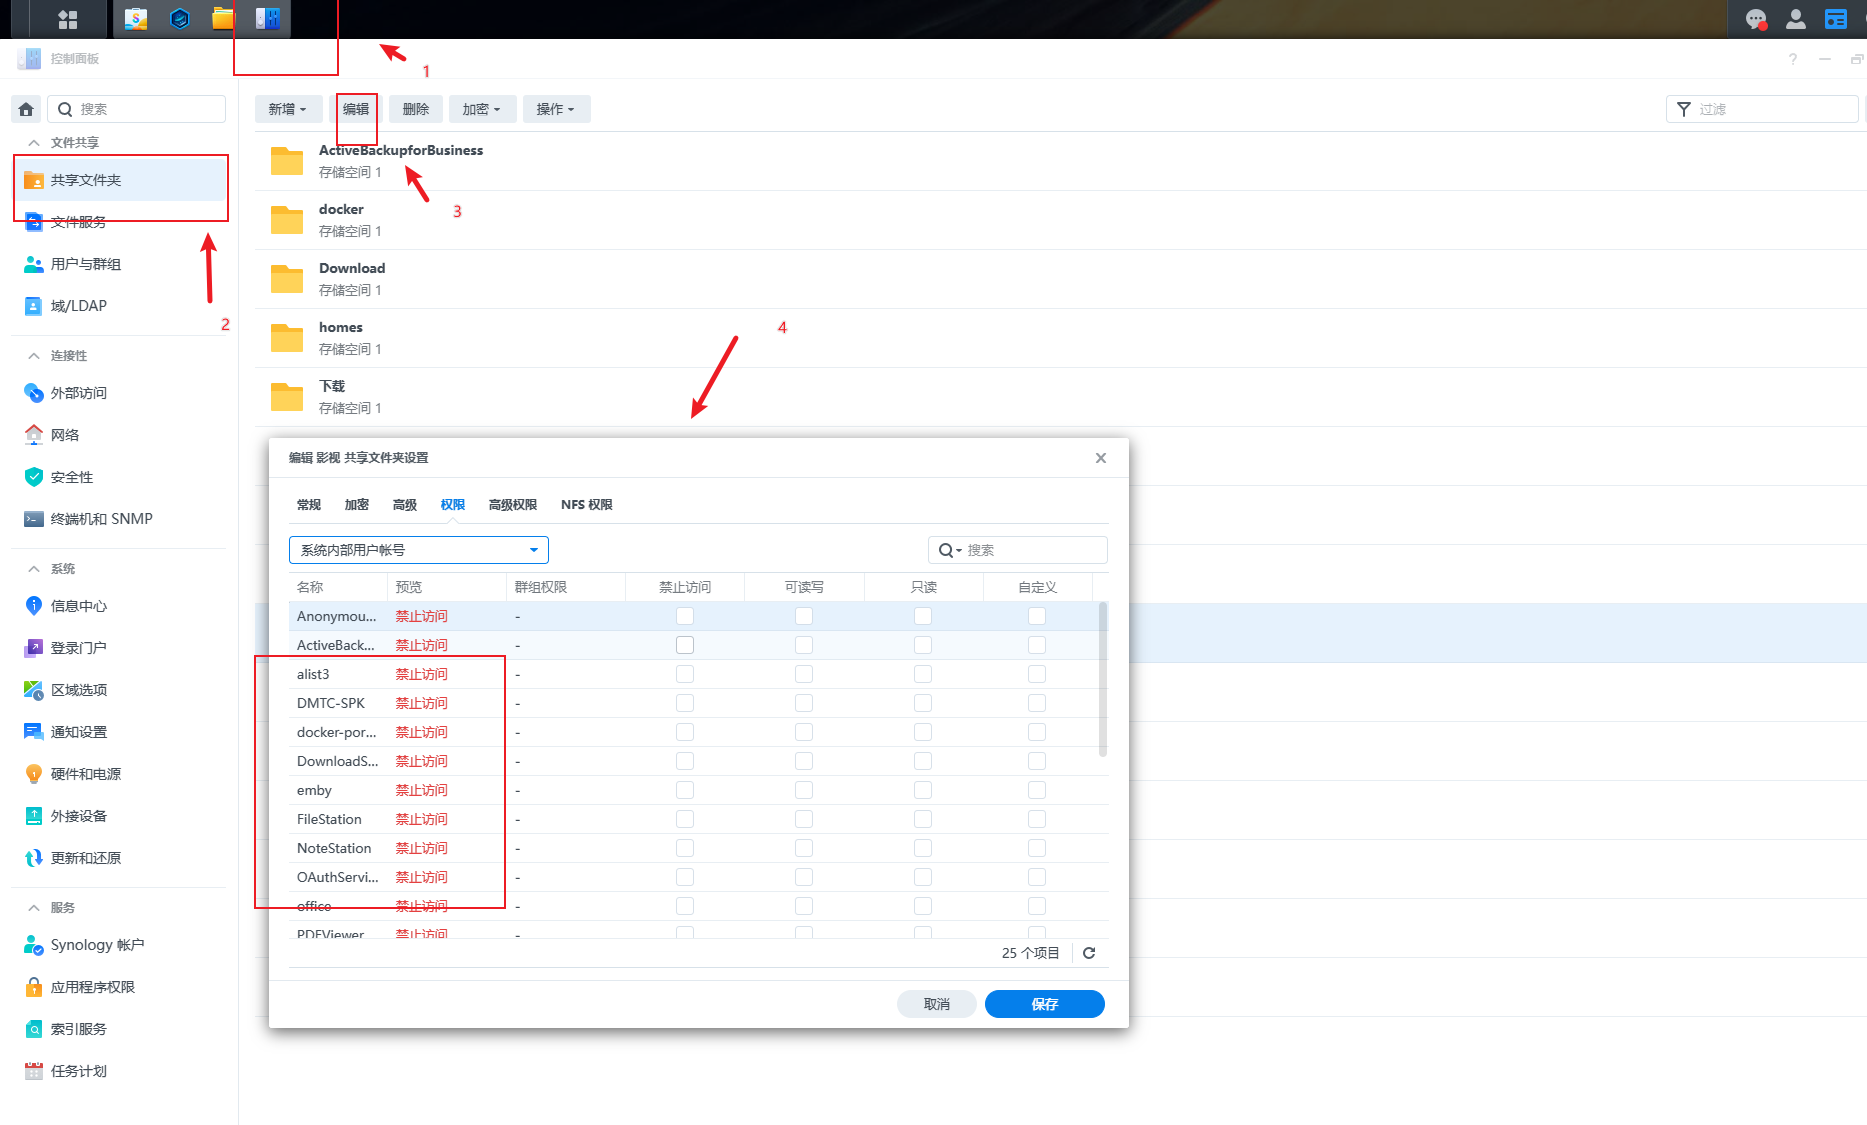 控制面板
1
搜索
新增
编辑
删除
加密
操作
过滤
文件共享
共享文件夹
文件服务
用户与群组
域/LDAP
2
连接性
外部访问
网络
安全性
终端机和 SNMP
系统
信息中心
登录门户
区域选项
通知设置
硬件和电源
外接设备
更新和还原
服务
Synology 帐户
应用程序权限
索引服务
任务计划
ActiveBackupforBusiness
存储空间 1
3
docker
存储空间 1
Download
存储空间 1
homes
存储空间 1
4
下载
存储空间 1
编辑 影视 共享文件夹设置
常规 加密 高级 权限 高级权限 NFS 权限
系统内部用户帐号
搜索
名称 预览 群组权限 禁止访问 可读写 只读 自定义
Anonymou... 禁止访问 -
ActiveBack... 禁止访问 -
alist3 禁止访问 -
DMTC-SPK 禁止访问 -
docker-por... 禁止访问 -
DownloadS... 禁止访问 -
emby 禁止访问 -
FileStation 禁止访问 -
NoteStation 禁止访问 -
OAuthServi... 禁止访问 -
office 禁止访问 -
PDFViewer 禁止访问 -
25 个项目
取消
保存